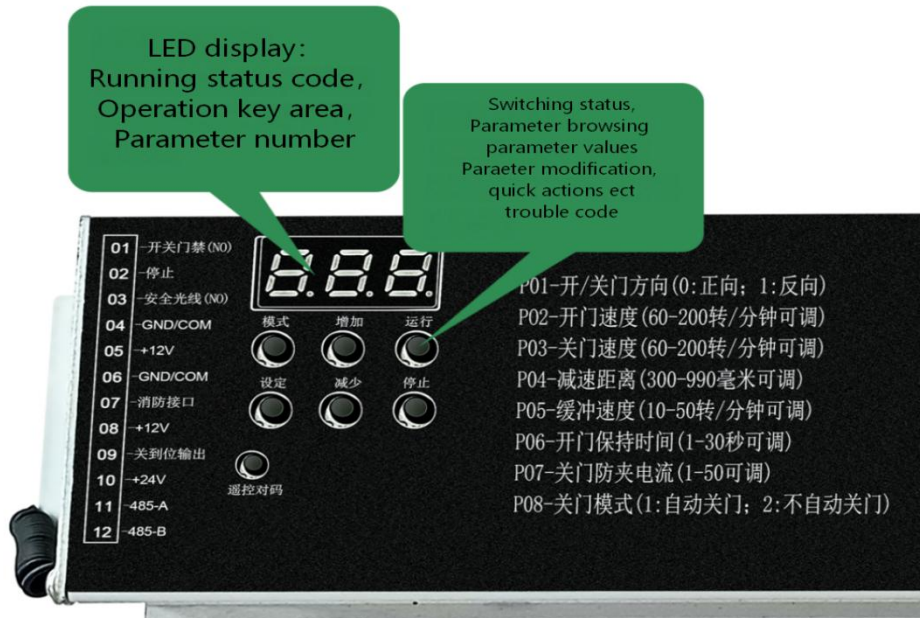 LED display:
Running status code,
Operation key area,
Parameter number
Switching status,
Parameter browsing
parameter values
Paraeter modification,
quick actions ect
trouble code
01 -开关门禁(NO)
02 -停止
03 -安全光线(NO)
04 -GND/COM
05 -+12V
06 -GND/COM
07 -消防接口
08 -+12V
09 -关到位输出
10 -+24V
11 -485-A
12 -485-B
8.8.8.
模式 增加 运行
设定 减少 停止
遥控对码
P01-开/关门方向(0:正向; 1:反向)
P02-开门速度(60-200转/分钟可调)
P03-关门速度(60-200转/分钟可调)
P04-减速距离(300-990毫米可调)
P05-缓冲速度(10-50转/分钟可调)
P06-开门保持时间(1-30秒可调)
P07-关门防夹电流(1-50可调)
P08-关门模式(1:自动关门; 2:不自动关门)